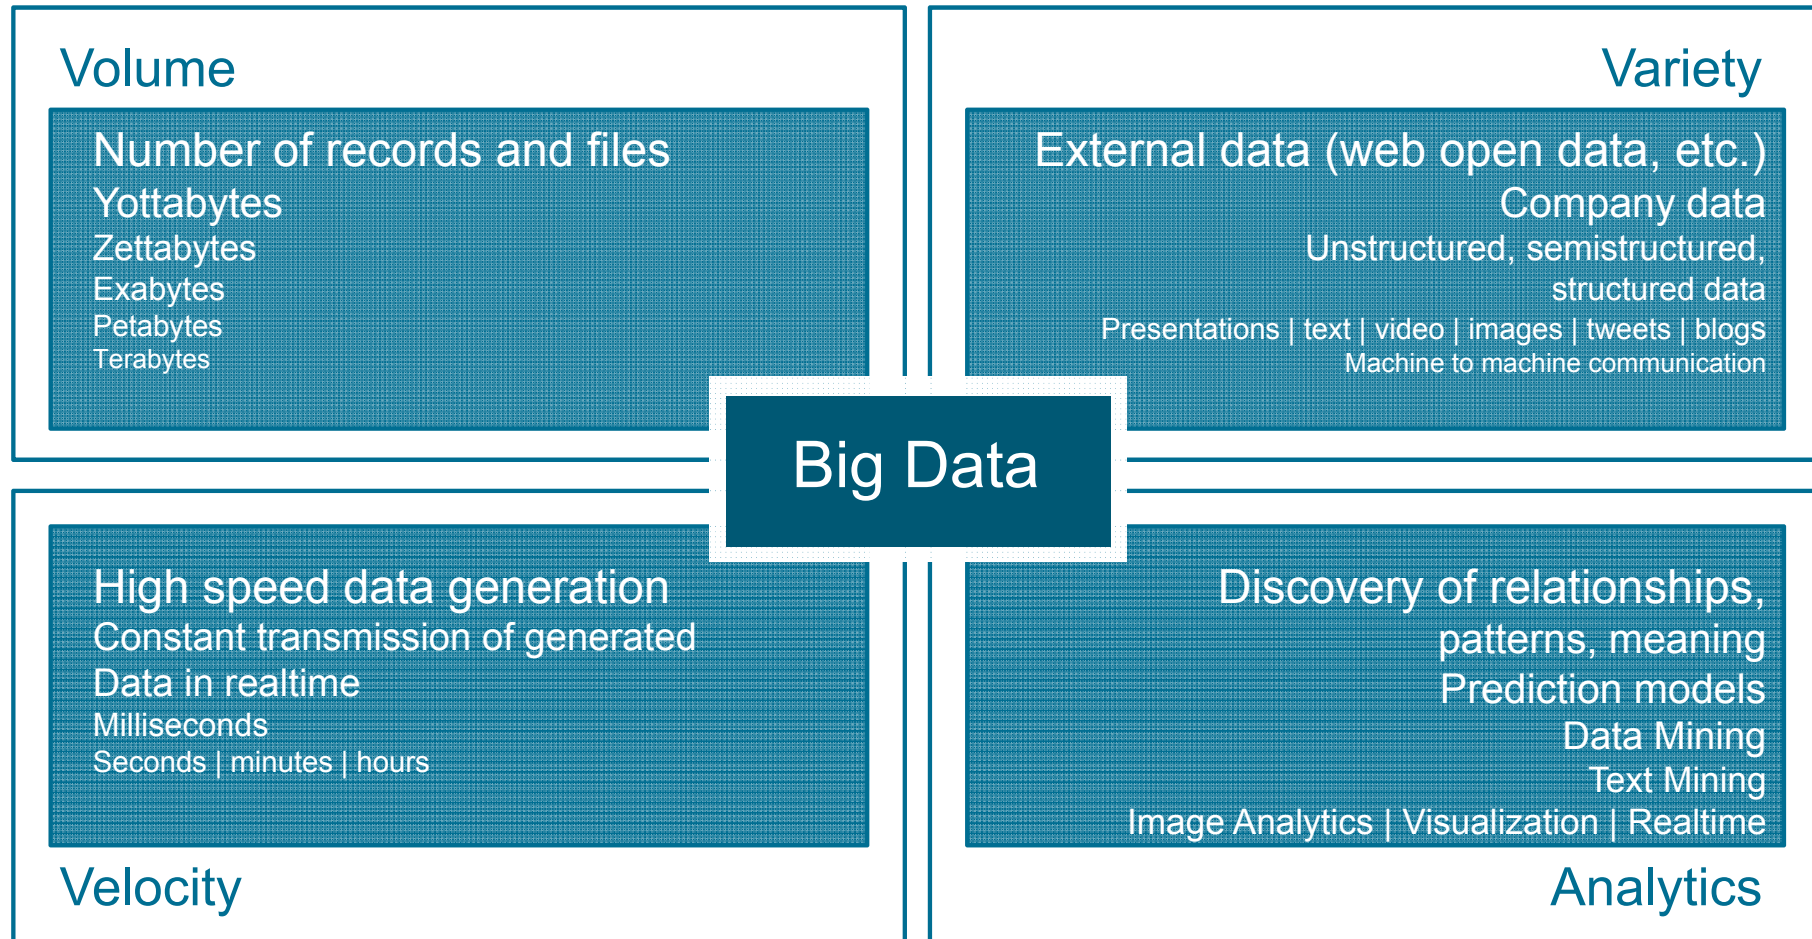 Volume
Number of records and files
Yottabytes
Zettabytes
Exabytes
Petabytes
Terabytes
Variety
External data (web open data, etc.)
Company data
Unstructured, semistructured,
structured data
Presentations | text | video | images | tweets | blogs
Machine to machine communication
Big Data
High speed data generation
Constant transmission of generated
Data in realtime
Milliseconds
Seconds | minutes | hours
Velocity
Discovery of relationships,
patterns, meaning
Prediction models
Data Mining
Text Mining
Image Analytics | Visualization | Realtime
Analytics